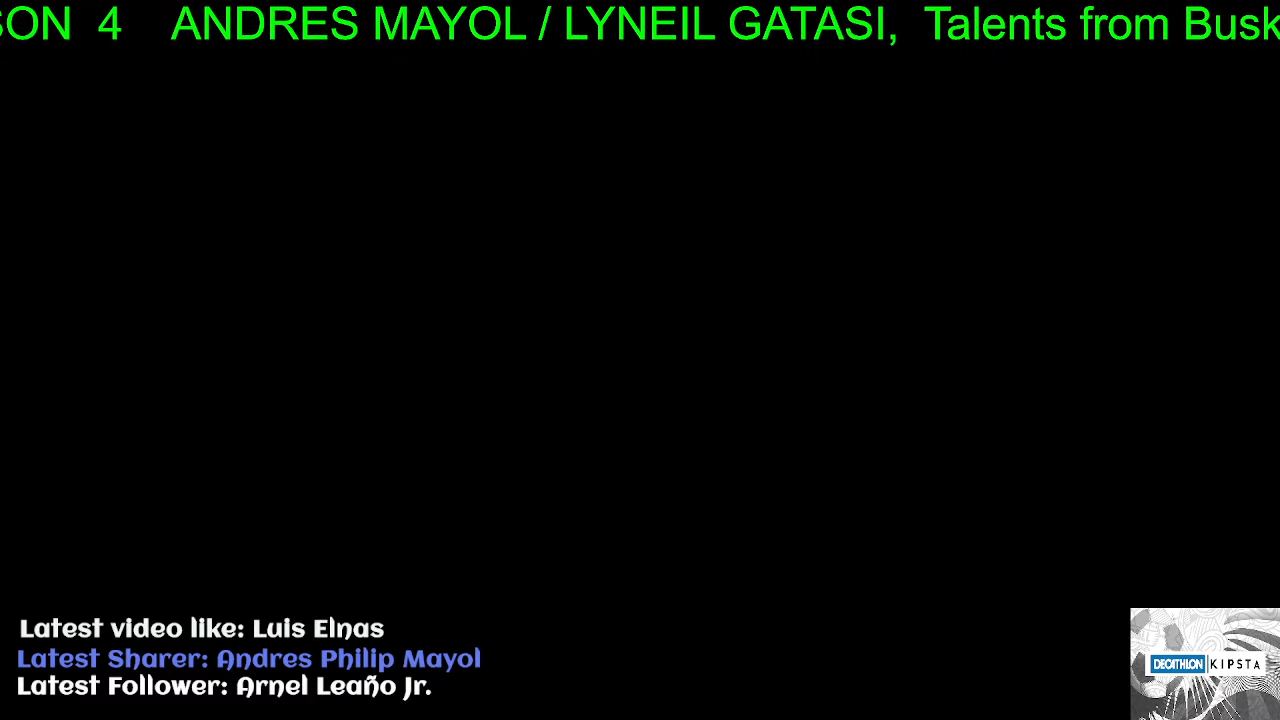 SON 4 ANDRES MAYOL / LYNEIL GATASI, Talents from Busk
Latest video like: Luis Elnas
Latest Sharer: Andres Philip Mayol
Latest Follower: Arnel Leaño Jr.
DECATHLON KIPSTA